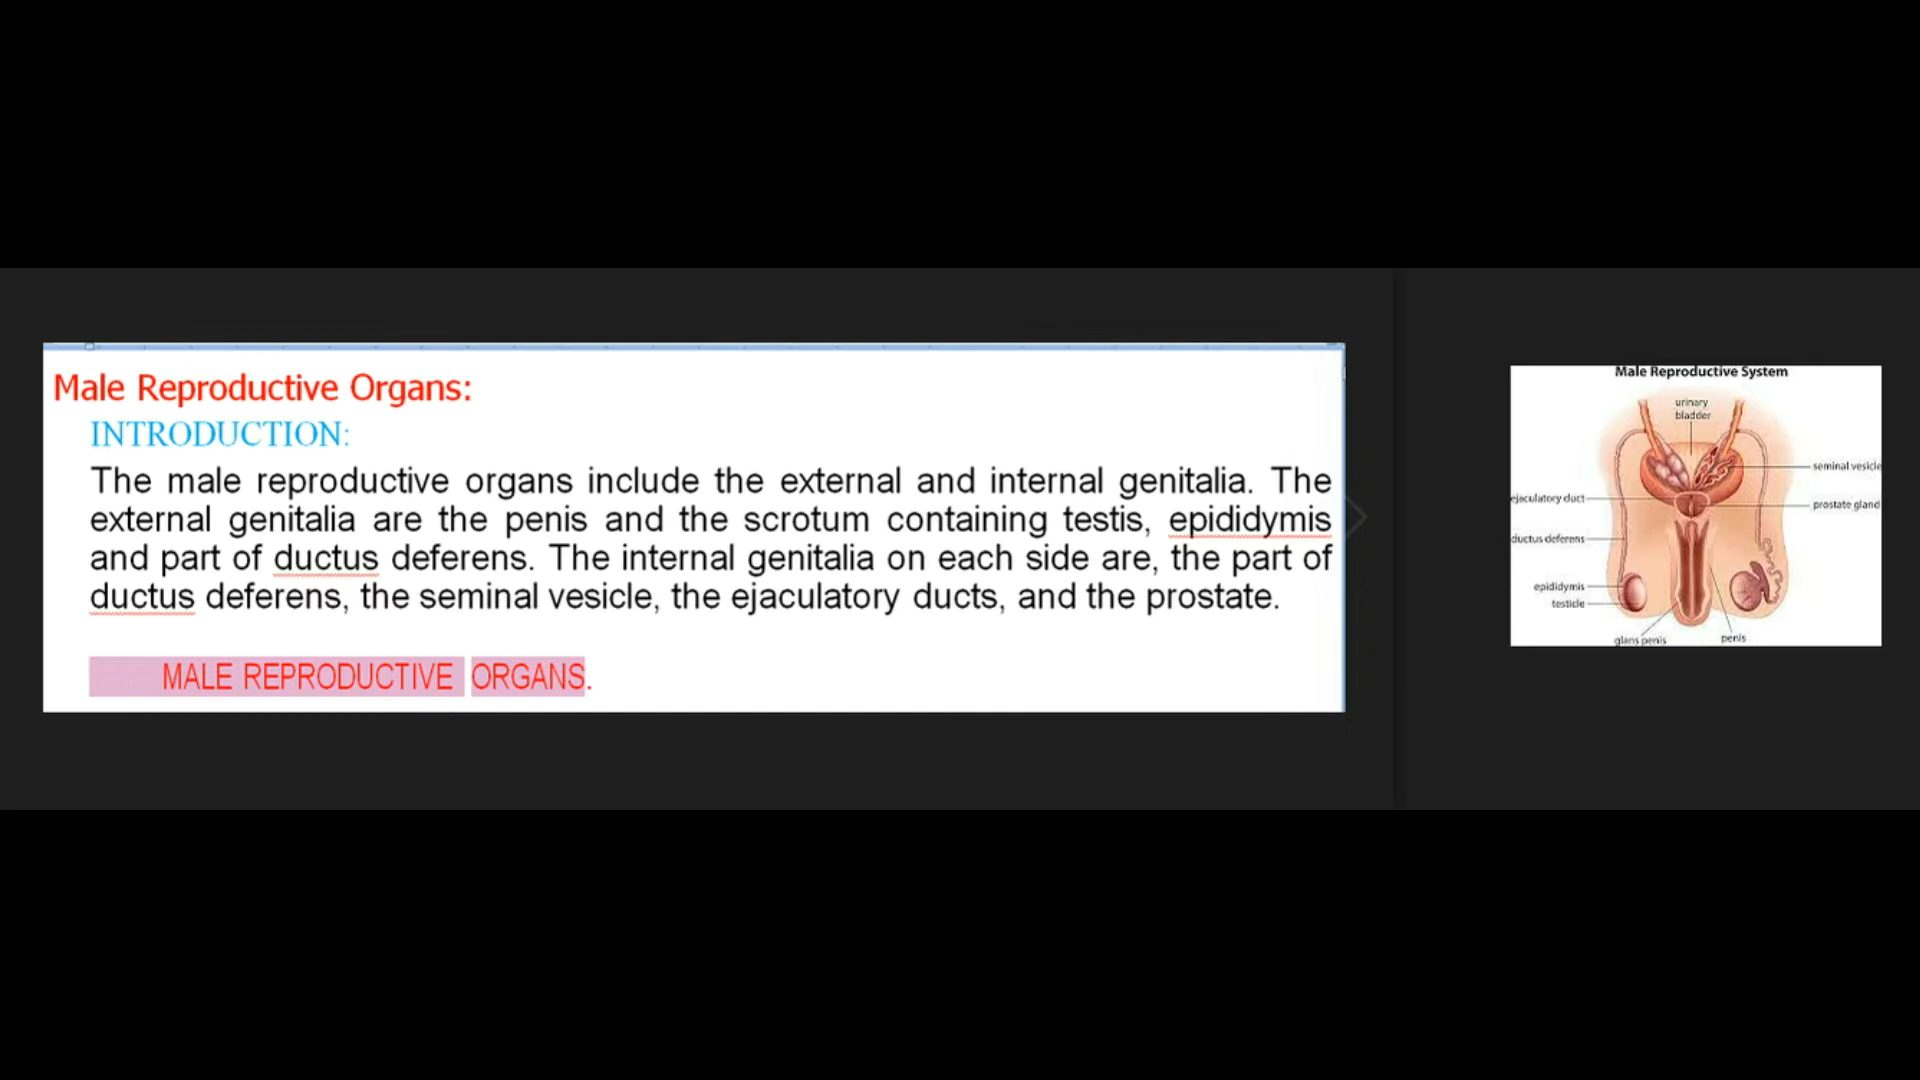 Male Reproductive Organs:
INTRODUCTION:
The male reproductive organs include the external and internal genitalia. The
external genitalia are the penis and the scrotum containing testis, epididymis
and part of ductus deferens. The internal genitalia on each side are, the part of
ductus deferens, the seminal vesicle, the ejaculatory ducts, and the prostate.
MALE REPRODUCTIVE ORGANS.
Male Reproductive System
urinary
bladder
seminal vesicle
ejaculatory duct
prostate gland
ductus deferens
epididymis
testicle
glans penis
penis